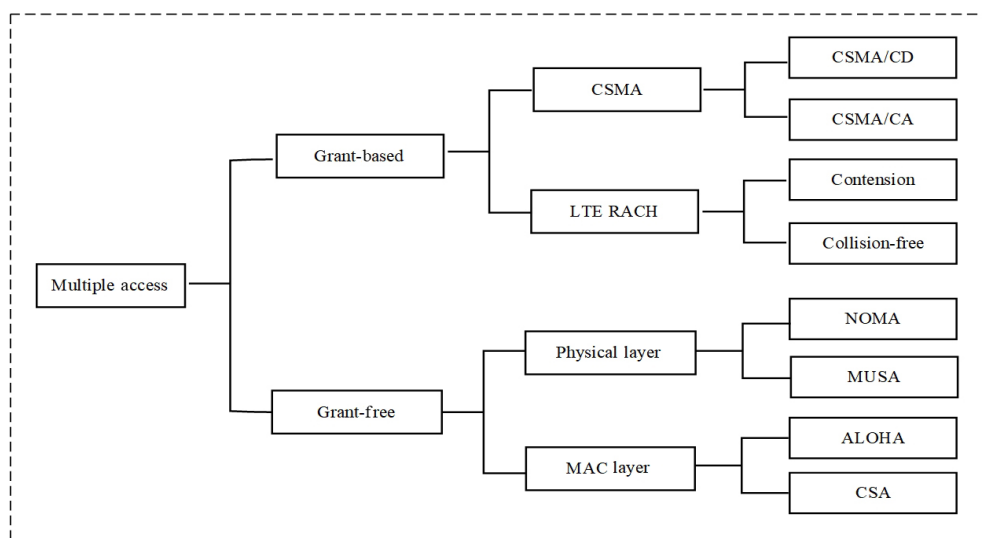 Multiple access
Grant-based
Grant-free
CSMA
LTE RACH
Physical layer
MAC layer
CSMA/CD
CSMA/CA
Contension
Collision-free
NOMA
MUSA
ALOHA
CSA